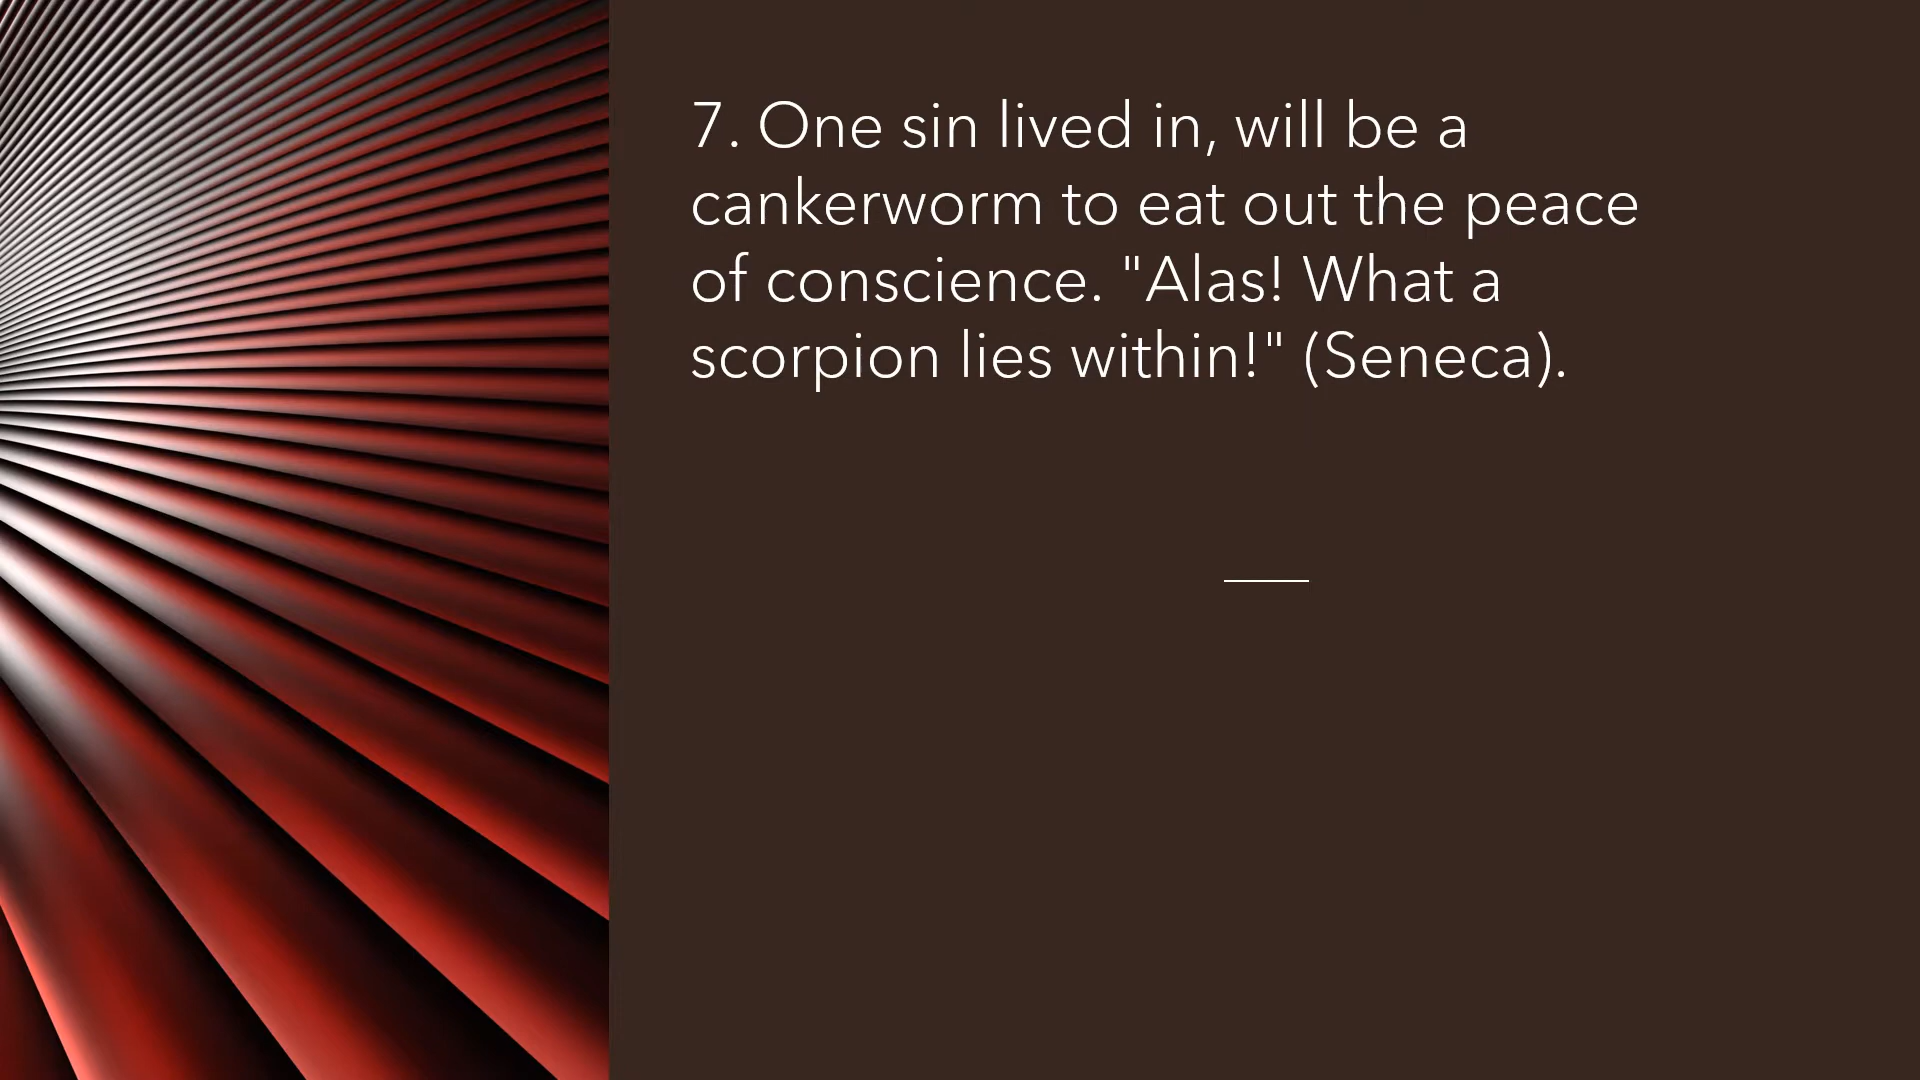 7. One sin lived in, will be a
cankerworm to eat out the peace
of conscience. "Alas! What a
scorpion lies within!" (Seneca).